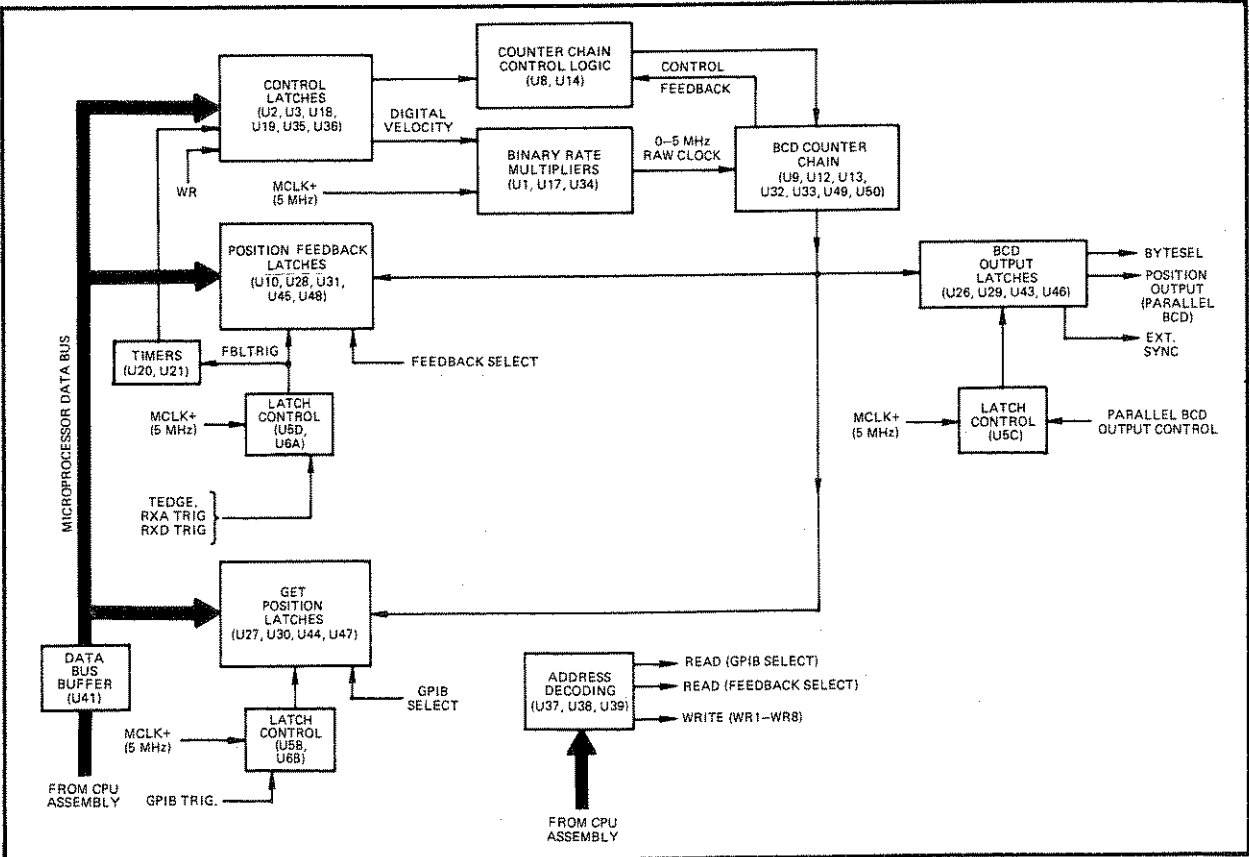 COUNTER CHAIN
CONTROL LOGIC
(U8, U14)
CONTROL
FEEDBACK
CONTROL
LATCHES
(U2, U3, U18,
U19, U35, U36)
DIGITAL
VELOCITY
BINARY RATE
MULTIPLIERS
(U1, U17, U34)
0–5 MHz
RAW CLOCK
BCD COUNTER
CHAIN
(U9, U12, U13,
U32, U33, U49, U50)
WR
MCLK+
(5 MHz)
POSITION FEEDBACK
LATCHES
(U10, U28, U31,
U45, U48)
BCD
OUTPUT
LATCHES
(U26, U29, U43, U46)
BYTESEL
POSITION
OUTPUT
(PARALLEL
BCD)
EXT.
SYNC
TIMERS
(U20, U21)
FBLTRIG
FEEDBACK SELECT
MICROPROCESSOR DATA BUS
MCLK+
(5 MHz)
LATCH
CONTROL
(U5D,
U6A)
MCLK+
(5 MHz)
LATCH
CONTROL
(U5C)
PARALLEL BCD
OUTPUT CONTROL
TEDGE,
RXA TRIG
RXD TRIG
GET
POSITION
LATCHES
(U27, U30, U44, U47)
DATA
BUS
BUFFER
(U41)
GPIB
SELECT
ADDRESS
DECODING
(U37, U38, U39)
READ (GPIB SELECT)
READ (FEEDBACK SELECT)
WRITE (WR1–WR8)
MCLK+
(5 MHz)
LATCH
CONTROL
(U5B,
U6B)
FROM CPU
ASSEMBLY
GPIB TRIG.
FROM CPU
ASSEMBLY